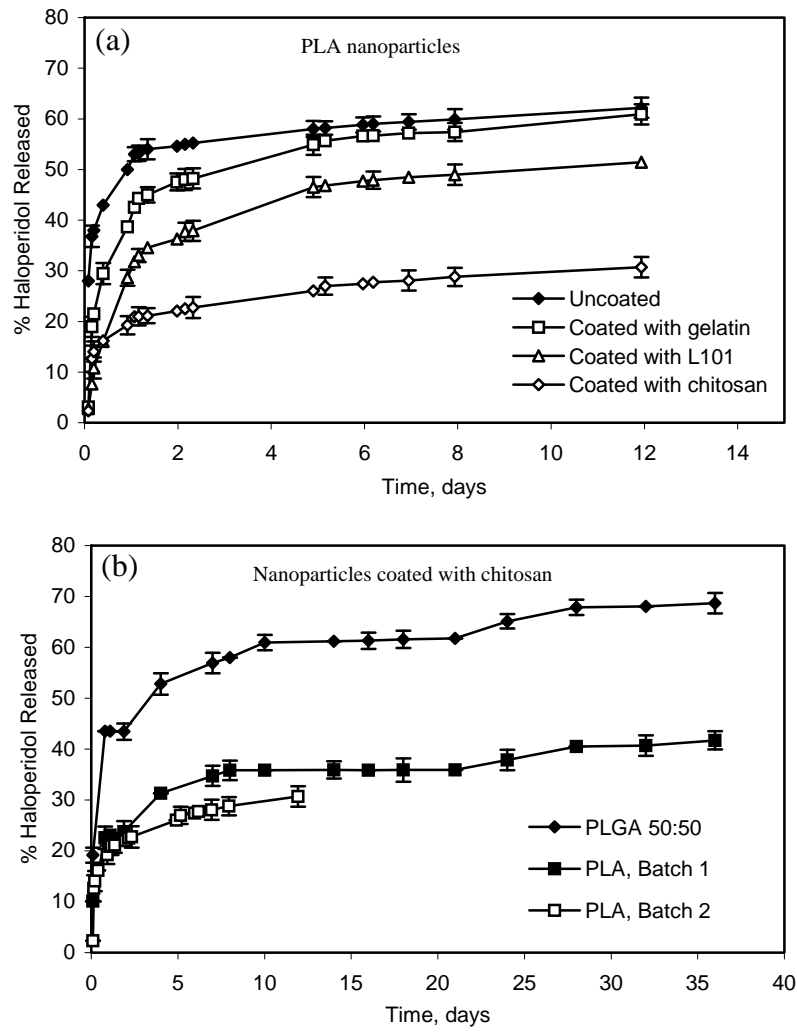 (a)
PLA nanoparticles
% Haloperidol Released
80
70
60
50
40
30
20
10
0
Uncoated
Coated with gelatin
Coated with L101
Coated with chitosan
0 2 4 6 8 10 12 14
Time, days
(b)
Nanoparticles coated with chitosan
% Haloperidol Released
80
70
60
50
40
30
20
10
0
PLGA 50:50
PLA, Batch 1
PLA, Batch 2
0 5 10 15 20 25 30 35 40
Time, days